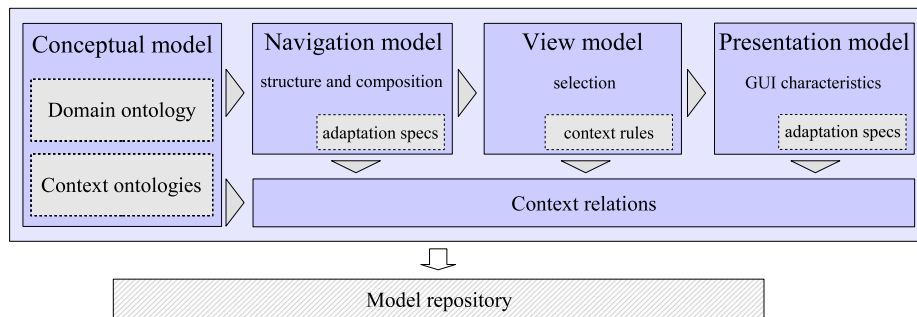 Conceptual model
Domain ontology
Context ontologies
Navigation model
structure and composition
adaptation specs
View model
selection
context rules
Presentation model
GUI characteristics
adaptation specs
Context relations
Model repository